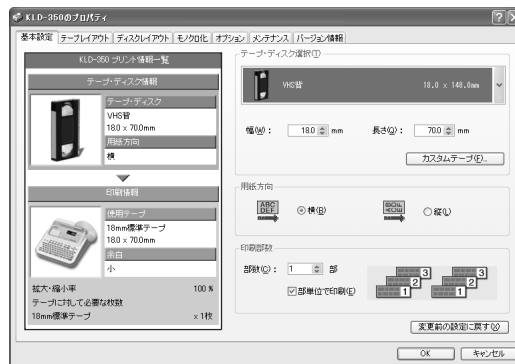 KLD-350のプロパティ
基本設定 テープレイアウト ディスクレイアウト モノクロ化 オプション メンテナンス バージョン情報
KLD-350 プリント情報一覧
テープ・ディスク情報
テープ・ディスク
VHS背
18.0 x 70.0mm
用紙方向
横
印刷情報
使用テープ
18mm標準テープ
18.0 x 70.0mm
余白
小
拡大・縮小率 100 %
テープに対して必要な枚数
18mm標準テープ x 1枚
テープ・ディスク選択(T)
VHS背 18.0 x 148.0mm
幅(W): 18.0 mm 長さ(Q): 70.0 mm
カスタムテープ(F)...
用紙方向
ABC
DEF
横(R)
縦(L)
印刷部数
部数(C): 1 部
部単位で印刷(E)
3
2
1
3
2
1
変更前の設定に戻す(X)
OK キャンセル